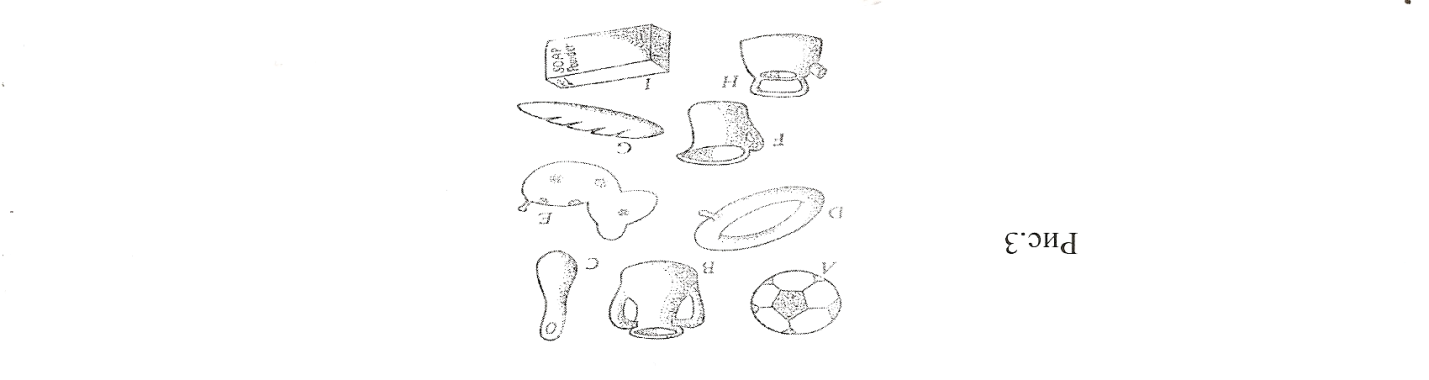 A B C
Рис.3
D E
F G
H I
SOAP
Powder